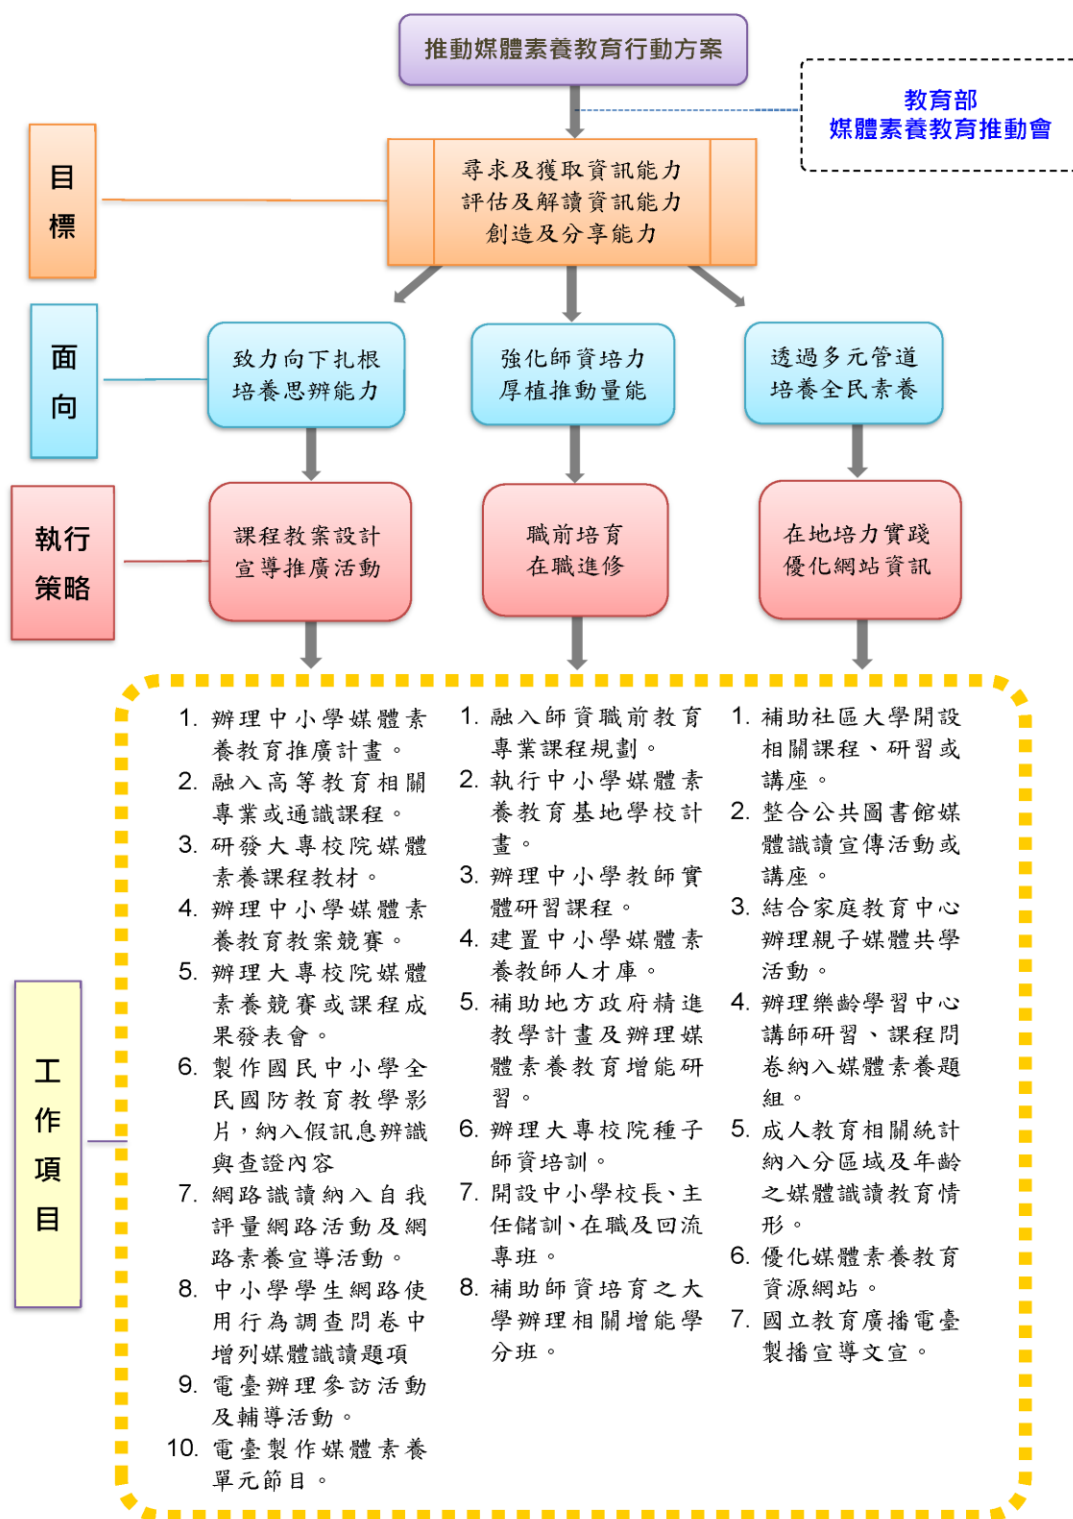 推動媒體素養教育行動方案
教育部
媒體素養教育推動會
目
標
尋求及獲取資訊能力
評估及解讀資訊能力
創造及分享能力
面
向
致力向下扎根
培養思辨能力
強化師資培力
厚植推動量能
透過多元管道
培養全民素養
執行
策略
課程教案設計
宣導推廣活動
職前培育
在職進修
在地培力實踐
優化網站資訊
工
作
項
目
1. 辦理中小學媒體素
養教育推廣計畫。
2. 融入高等教育相關
專業或通識課程。
3. 研發大專校院媒體
素養課程教材。
4. 辦理中小學媒體素
養教育教案競賽。
5. 辦理大專校院媒體
素養競賽或課程成
果發表會。
6. 製作國民中小學全
民國防教育教學影
片，納入假訊息辨識
與查證內容
7. 網路識讀納入自我
評量網路活動及網
路素養宣導活動。
8. 中小學學生網路使
用行為調查問卷中
增列媒體識讀題項
9. 電臺辦理參訪活動
及輔導活動。
10. 電臺製作媒體素養
單元節目。
1. 融入師資職前教育
專業課程規劃。
2. 執行中小學媒體素
養教育基地學校計
畫。
3. 辦理中小學教師實
體研習課程。
4. 建置中小學媒體素
養教師人才庫。
5. 補助地方政府精進
教學計畫及辦理媒
體素養教育增能研
習。
6. 辦理大專校院種子
師資培訓。
7. 開設中小學校長、主
任儲訓、在職及回流
專班。
8. 補助師資培育之大
學辦理相關增能學
分班。
1. 補助社區大學開設
相關課程、研習或
講座。
2. 整合公共圖書館媒
體識讀宣傳活動或
講座。
3. 結合家庭教育中心
辦理親子媒體共學
活動。
4. 辦理樂齡學習中心
講師研習、課程問
卷納入媒體素養題
組。
5. 成人教育相關統計
納入分區域及年齡
之媒體識讀教育情
形。
6. 優化媒體素養教育
資源網站。
7. 國立教育廣播電臺
製播宣導文宣。